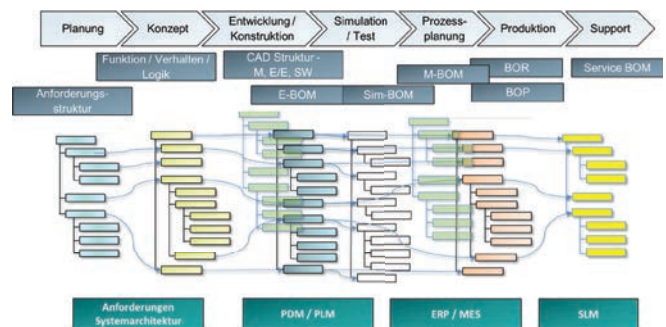 Planung
Konzept
Entwicklung /
Konstruktion
Simulation
/ Test
Prozess-
planung
Produktion
Support
Funktion / Verhalten /
Logik
CAD Struktur -
M, E/E, SW
M-BOM
BOR
Service BOM
Anforderungs-
struktur
E-BOM
Sim-BOM
BOP
Anforderungen
Systemarchitektur
PDM / PLM
ERP / MES
SLM